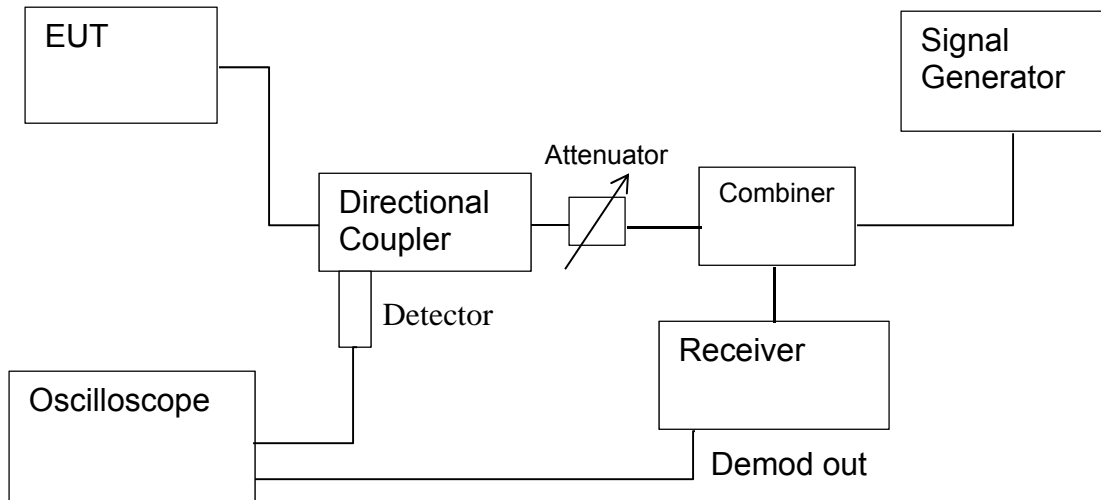 EUT
Signal
Generator
Attenuator
Combiner
Directional
Coupler
Detector
Receiver
Oscilloscope
Demod out